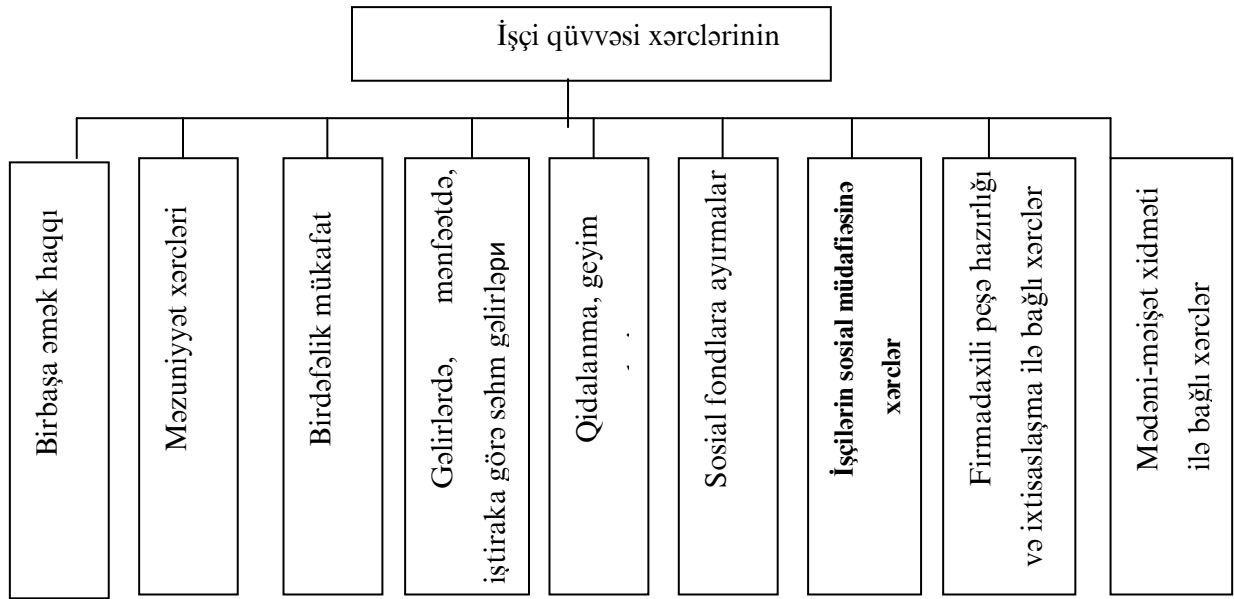 İşçi qüvvəsi xərclərinin
Birbaşa əmək haqqı
Məzuniyyət xərcləri
Birdəfəlik mükafat
Gəlirlərdə, mənfəətdə,
iştiraka görə səhm gəlirləри
Qidalanma, geyim
Sosial fondlara ayırmalar
İşçilərin sosial müdafiəsinə
xərclər
Firmadaxili peşə hazırlığı
və ixtisaslaşma ilə bağlı xərclər
Mədəni-məişət xidməti
ilə bağlı xərclər